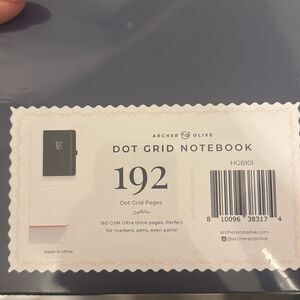 ARCHER & OLIVE
DOT GRID NOTEBOOK
192
Dot Grid Pages
160 GSM Ultra thick pages. Perfect
for markers, pens, even paint!
HGB101
8 10096 38317 4
archerandolive.com
@archerandolive
made in china